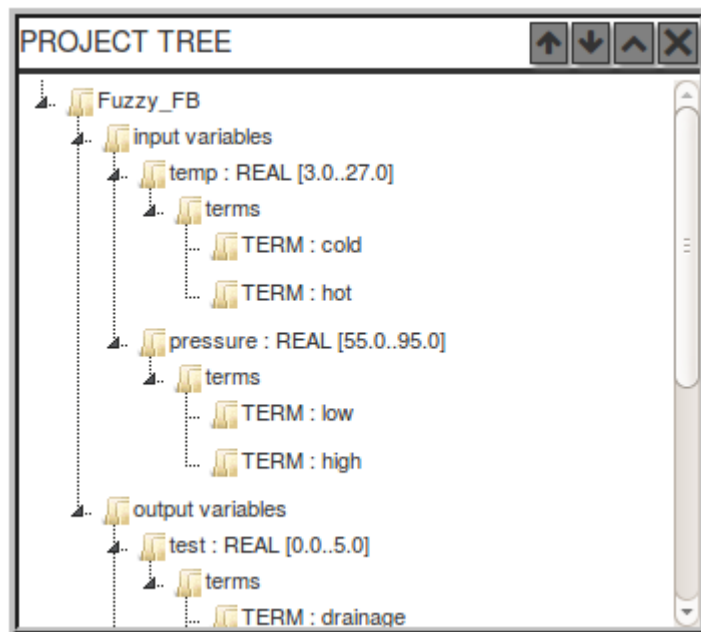 PROJECT TREE
Fuzzy_FB
input variables
temp : REAL [3.0..27.0]
terms
TERM : cold
TERM : hot
pressure : REAL [55.0..95.0]
terms
TERM : low
TERM : high
output variables
test : REAL [0.0..5.0]
terms
TERM : drainage